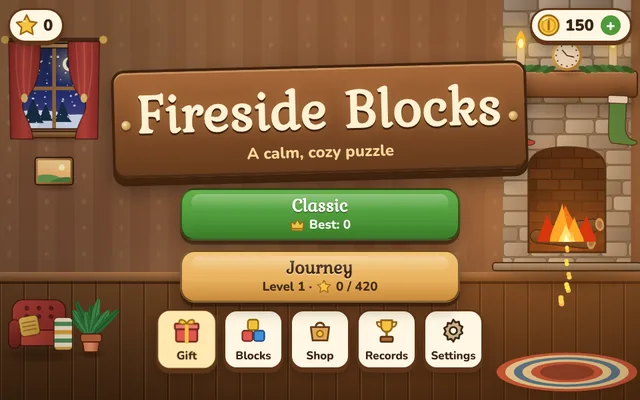 0
150 +
Fireside Blocks
A calm, cozy puzzle
Classic
Best: 0
Journey
Level 1 · 0 / 420
Gift
Blocks
Shop
Records
Settings